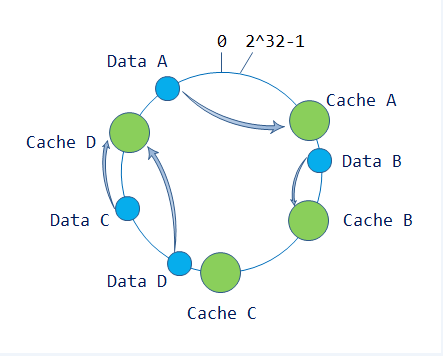 0 2^32-1
Data A
Cache A
Cache D
Data B
Data C
Cache B
Data D
Cache C